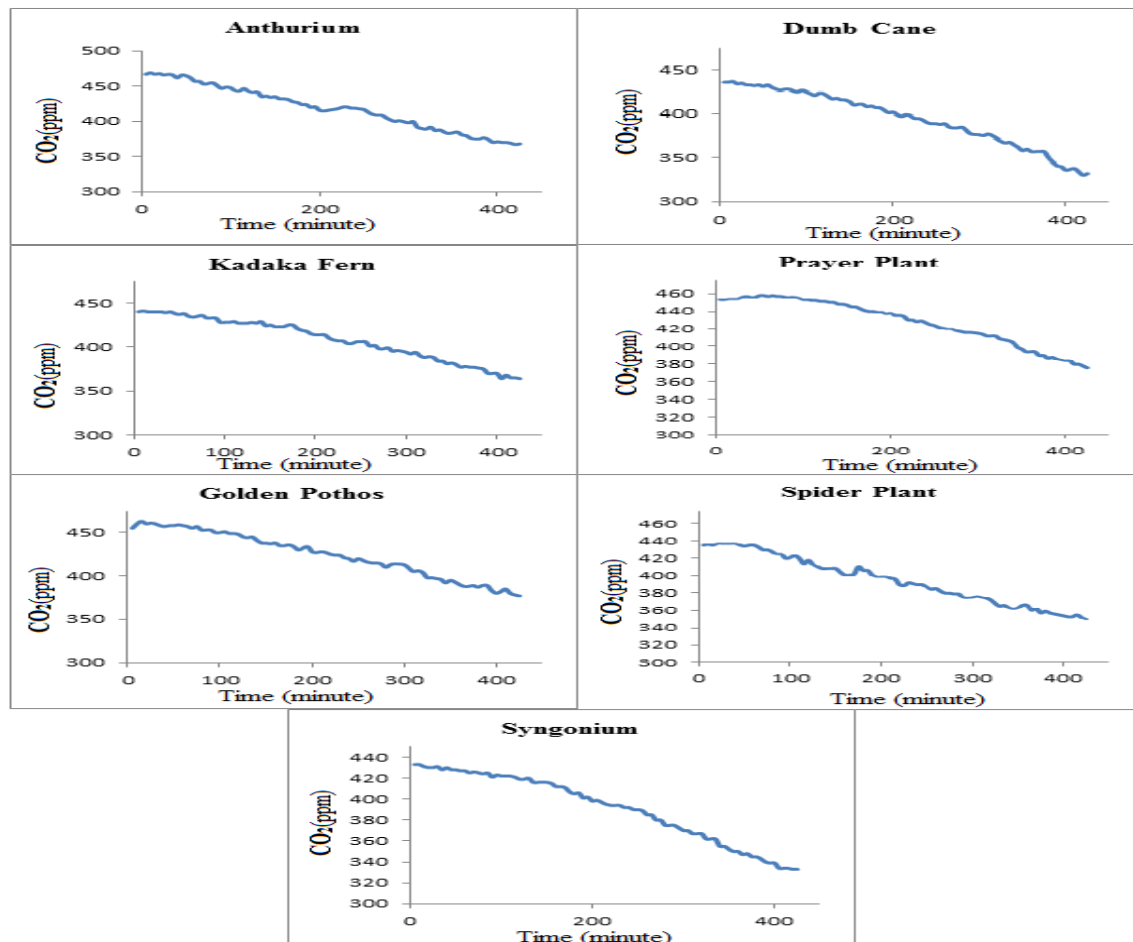 Anthurium
500
450
400
350
300
CO₂(ppm)
0 200 400
Time (minute)
Dumb Cane
450
400
350
300
CO₂(ppm)
0 200 400
Time (minute)
Kadaka Fern
450
400
350
300
CO₂(ppm)
0 100 200 300 400
Time (minute)
Prayer Plant
460
440
420
400
380
360
340
320
300
CO₂(ppm)
200 400
Time (minute)
Golden Pothos
450
400
350
300
CO₂(ppm)
0 100 200 300 400
Time (minute)
Spider Plant
460
440
420
400
380
360
340
320
300
CO₂(ppm)
0 100 200 300 400
Time (minute)
Syngonium
440
420
400
380
360
340
320
300
CO₂(ppm)
0 200 400
Time (minute)